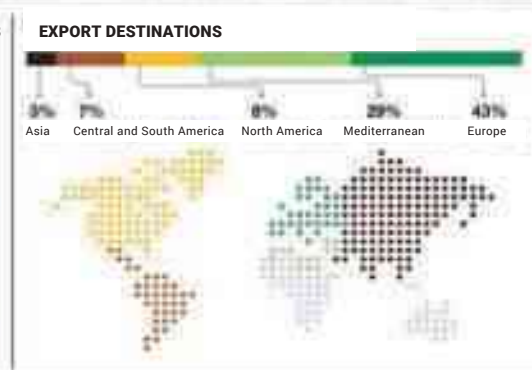 EXPORT DESTINATIONS
7% 29% 43%
Asia Central and South America North America Mediterranean Europe